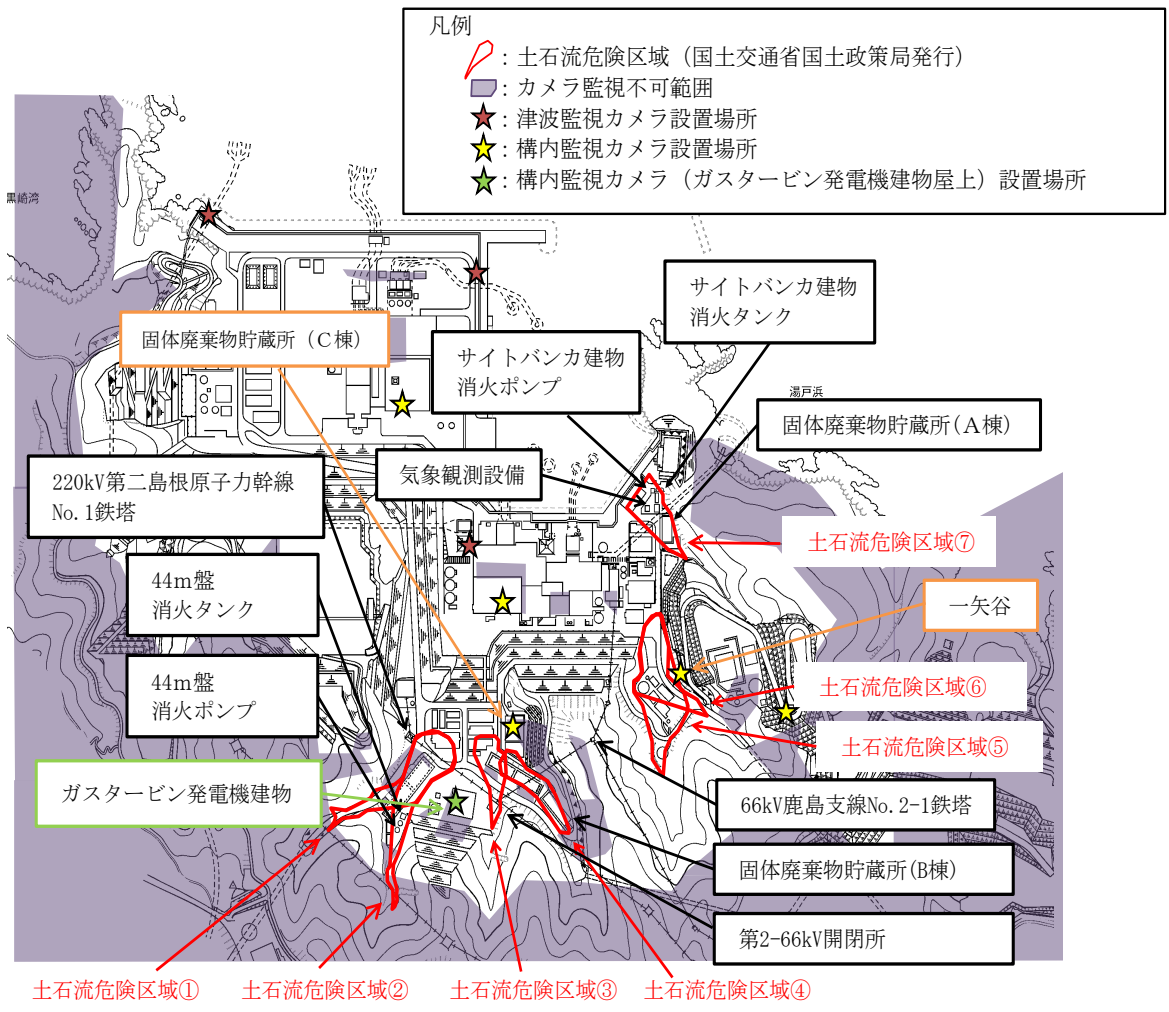 凡例
：土石流危険区域（国土交通省国土政策局発行）
：カメラ監視不可範囲
：津波監視カメラ設置場所
：構内監視カメラ設置場所
：構内監視カメラ（ガスタービン発電機建物屋上）設置場所
黒崎湾
サイトバンカ建物
消火タンク
固体廃棄物貯蔵所（C棟）
サイトバンカ建物
消火ポンプ
湯戸浜
固体廃棄物貯蔵所(A棟)
220kV第二島根原子力幹線
No.1鉄塔
気象観測設備
土石流危険区域⑦
44m盤
消火タンク
一矢谷
44m盤
消火ポンプ
土石流危険区域⑥
土石流危険区域⑤
ガスタービン発電機建物
66kV鹿島支線No.2-1鉄塔
固体廃棄物貯蔵所(B棟)
第2-66kV開閉所
土石流危険区域①
土石流危険区域②
土石流危険区域③
土石流危険区域④